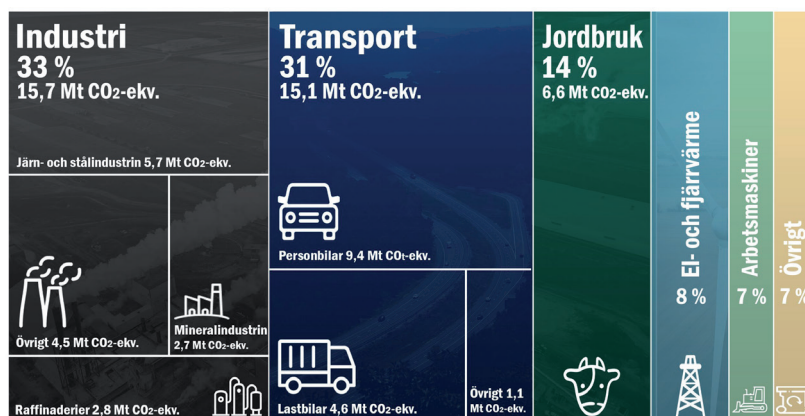 Industri
33 %
15,7 Mt CO2-ekv.
Järn- och stålindustrin 5,7 Mt CO2-ekv.
Övrigt 4,5 Mt CO2-ekv.
Mineralindustrin
2,7 Mt CO2-ekv.
Raffinaderier 2,8 Mt CO2-ekv.
Transport
31 %
15,1 Mt CO2-ekv.
Personbilar 9,4 Mt COt-ekv.
Lastbilar 4,6 Mt CO2-ekv.
Övrigt 1,1
Mt CO2-ekv.
Jordbruk
14 %
6,6 Mt CO2-ekv.
El- och fjärrvärme
8 %
Arbetsmaskiner
7 %
Övrigt
7 %